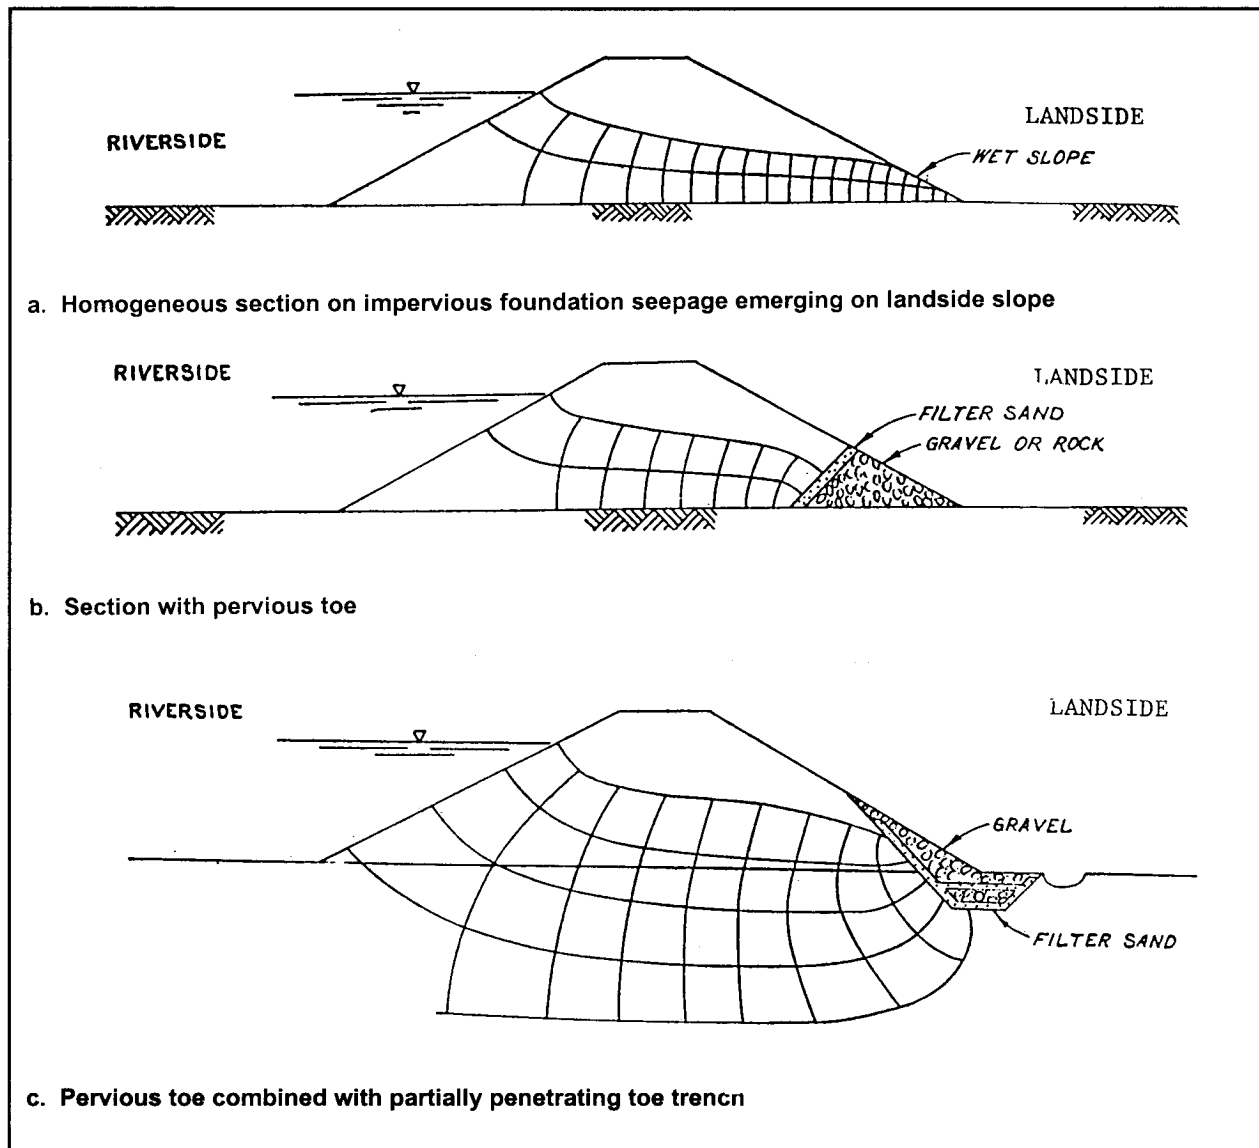 RIVERSIDE
LANDSIDE
WET SLOPE
a. Homogeneous section on impervious foundation seepage emerging on landside slope
RIVERSIDE
LANDSIDE
FILTER SAND
GRAVEL OR ROCK
b. Section with pervious toe
RIVERSIDE
LANDSIDE
GRAVEL
FILTER SAND
c. Pervious toe combined with partially penetrating toe trench